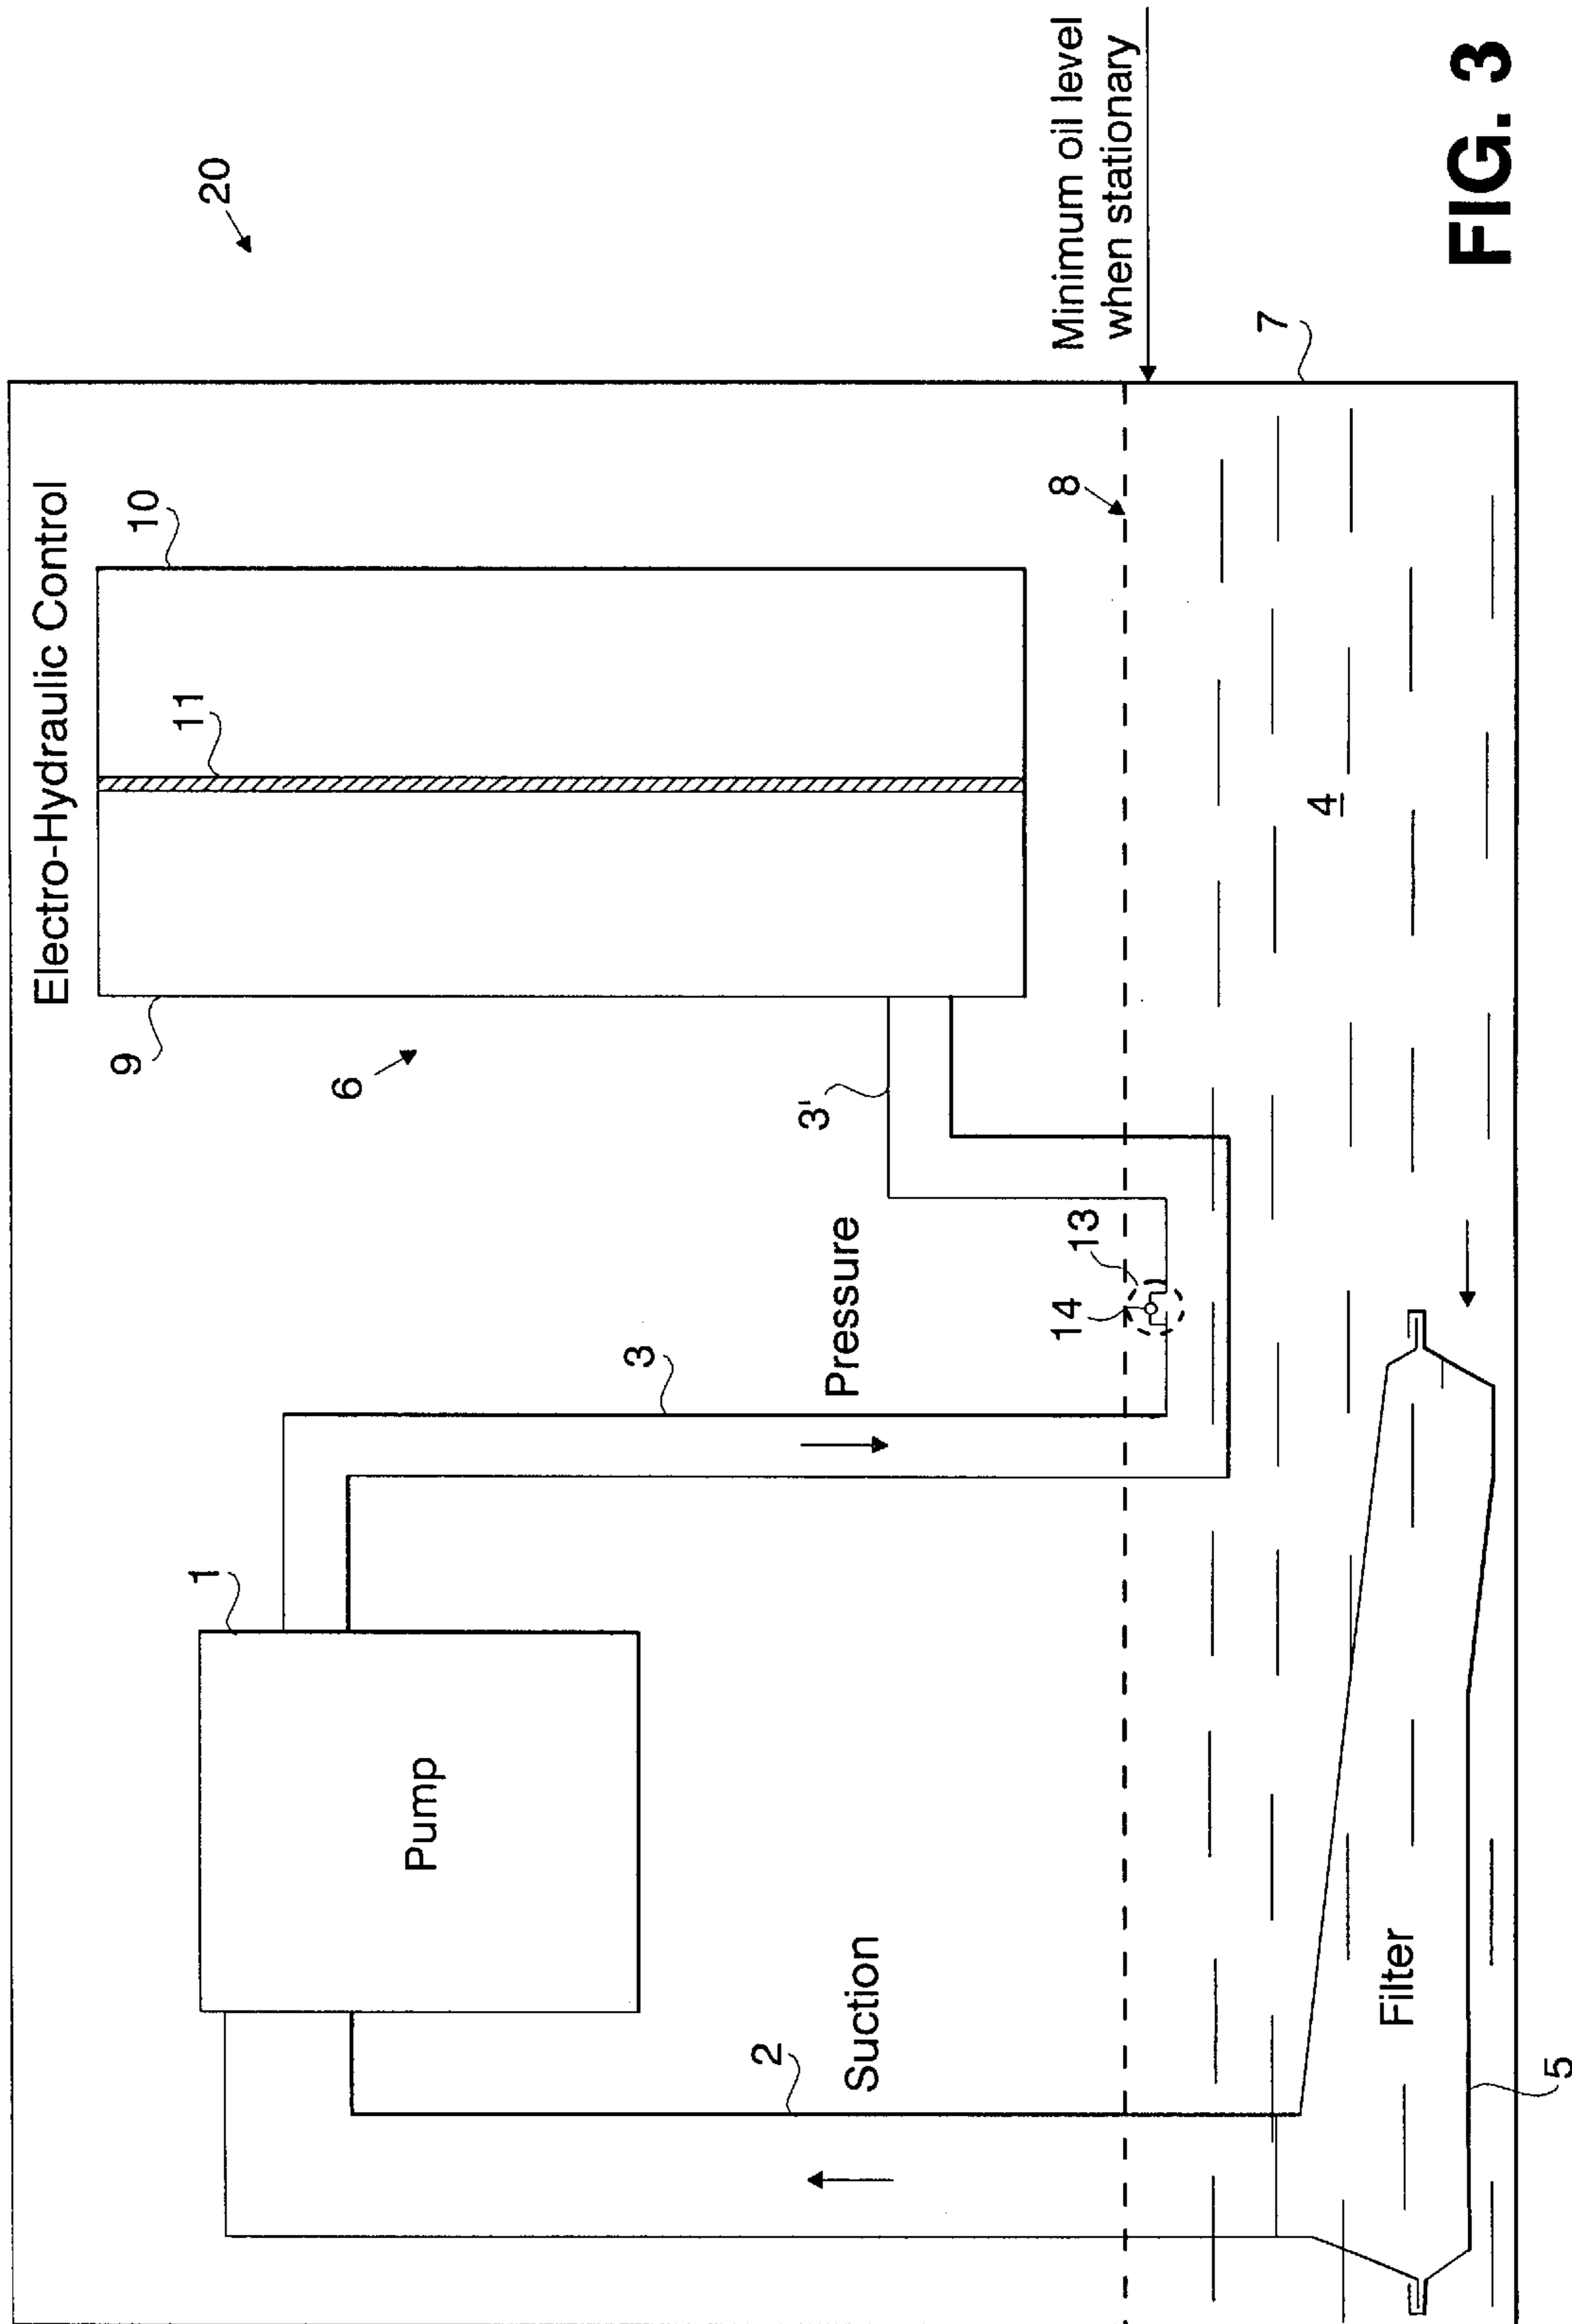 Electro-Hydraulic Control
20
10
11
9
6
1
3
3'
Pump
Pressure
2
Suction
8
13
14
Minimum oil level
when stationary
7
4
Filter
5
FIG. 3